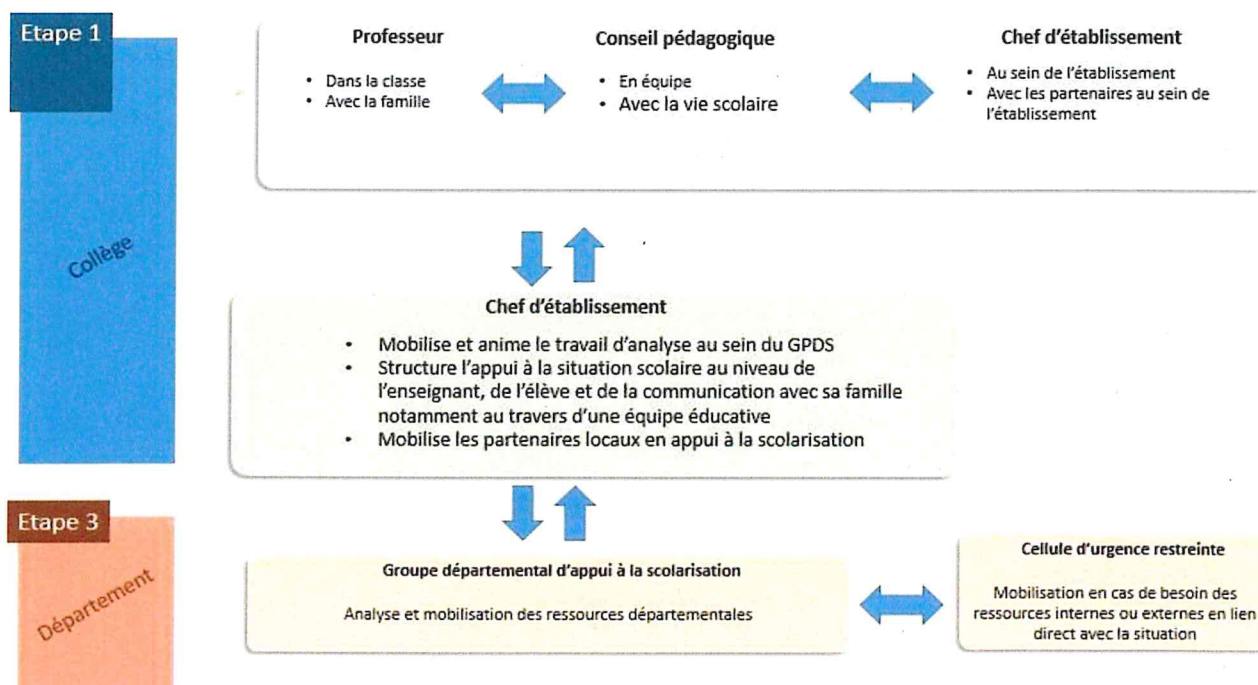 Etape 1
Collège
Professeur
• Dans la classe
• Avec la famille
Conseil pédagogique
• En équipe
• Avec la vie scolaire
Chef d'établissement
• Au sein de l'établissement
• Avec les partenaires au sein de
l'établissement
Chef d'établissement
• Mobilise et anime le travail d'analyse au sein du GPDS
• Structure l'appui à la situation scolaire au niveau de
l'enseignant, de l'élève et de la communication avec sa famille
notamment au travers d'une équipe éducative
• Mobilise les partenaires locaux en appui à la scolarisation
Etape 3
Département
Groupe départemental d'appui à la scolarisation
Analyse et mobilisation des ressources départementales
Cellule d'urgence restreinte
Mobilisation en cas de besoin des
ressources internes ou externes en lien
direct avec la situation